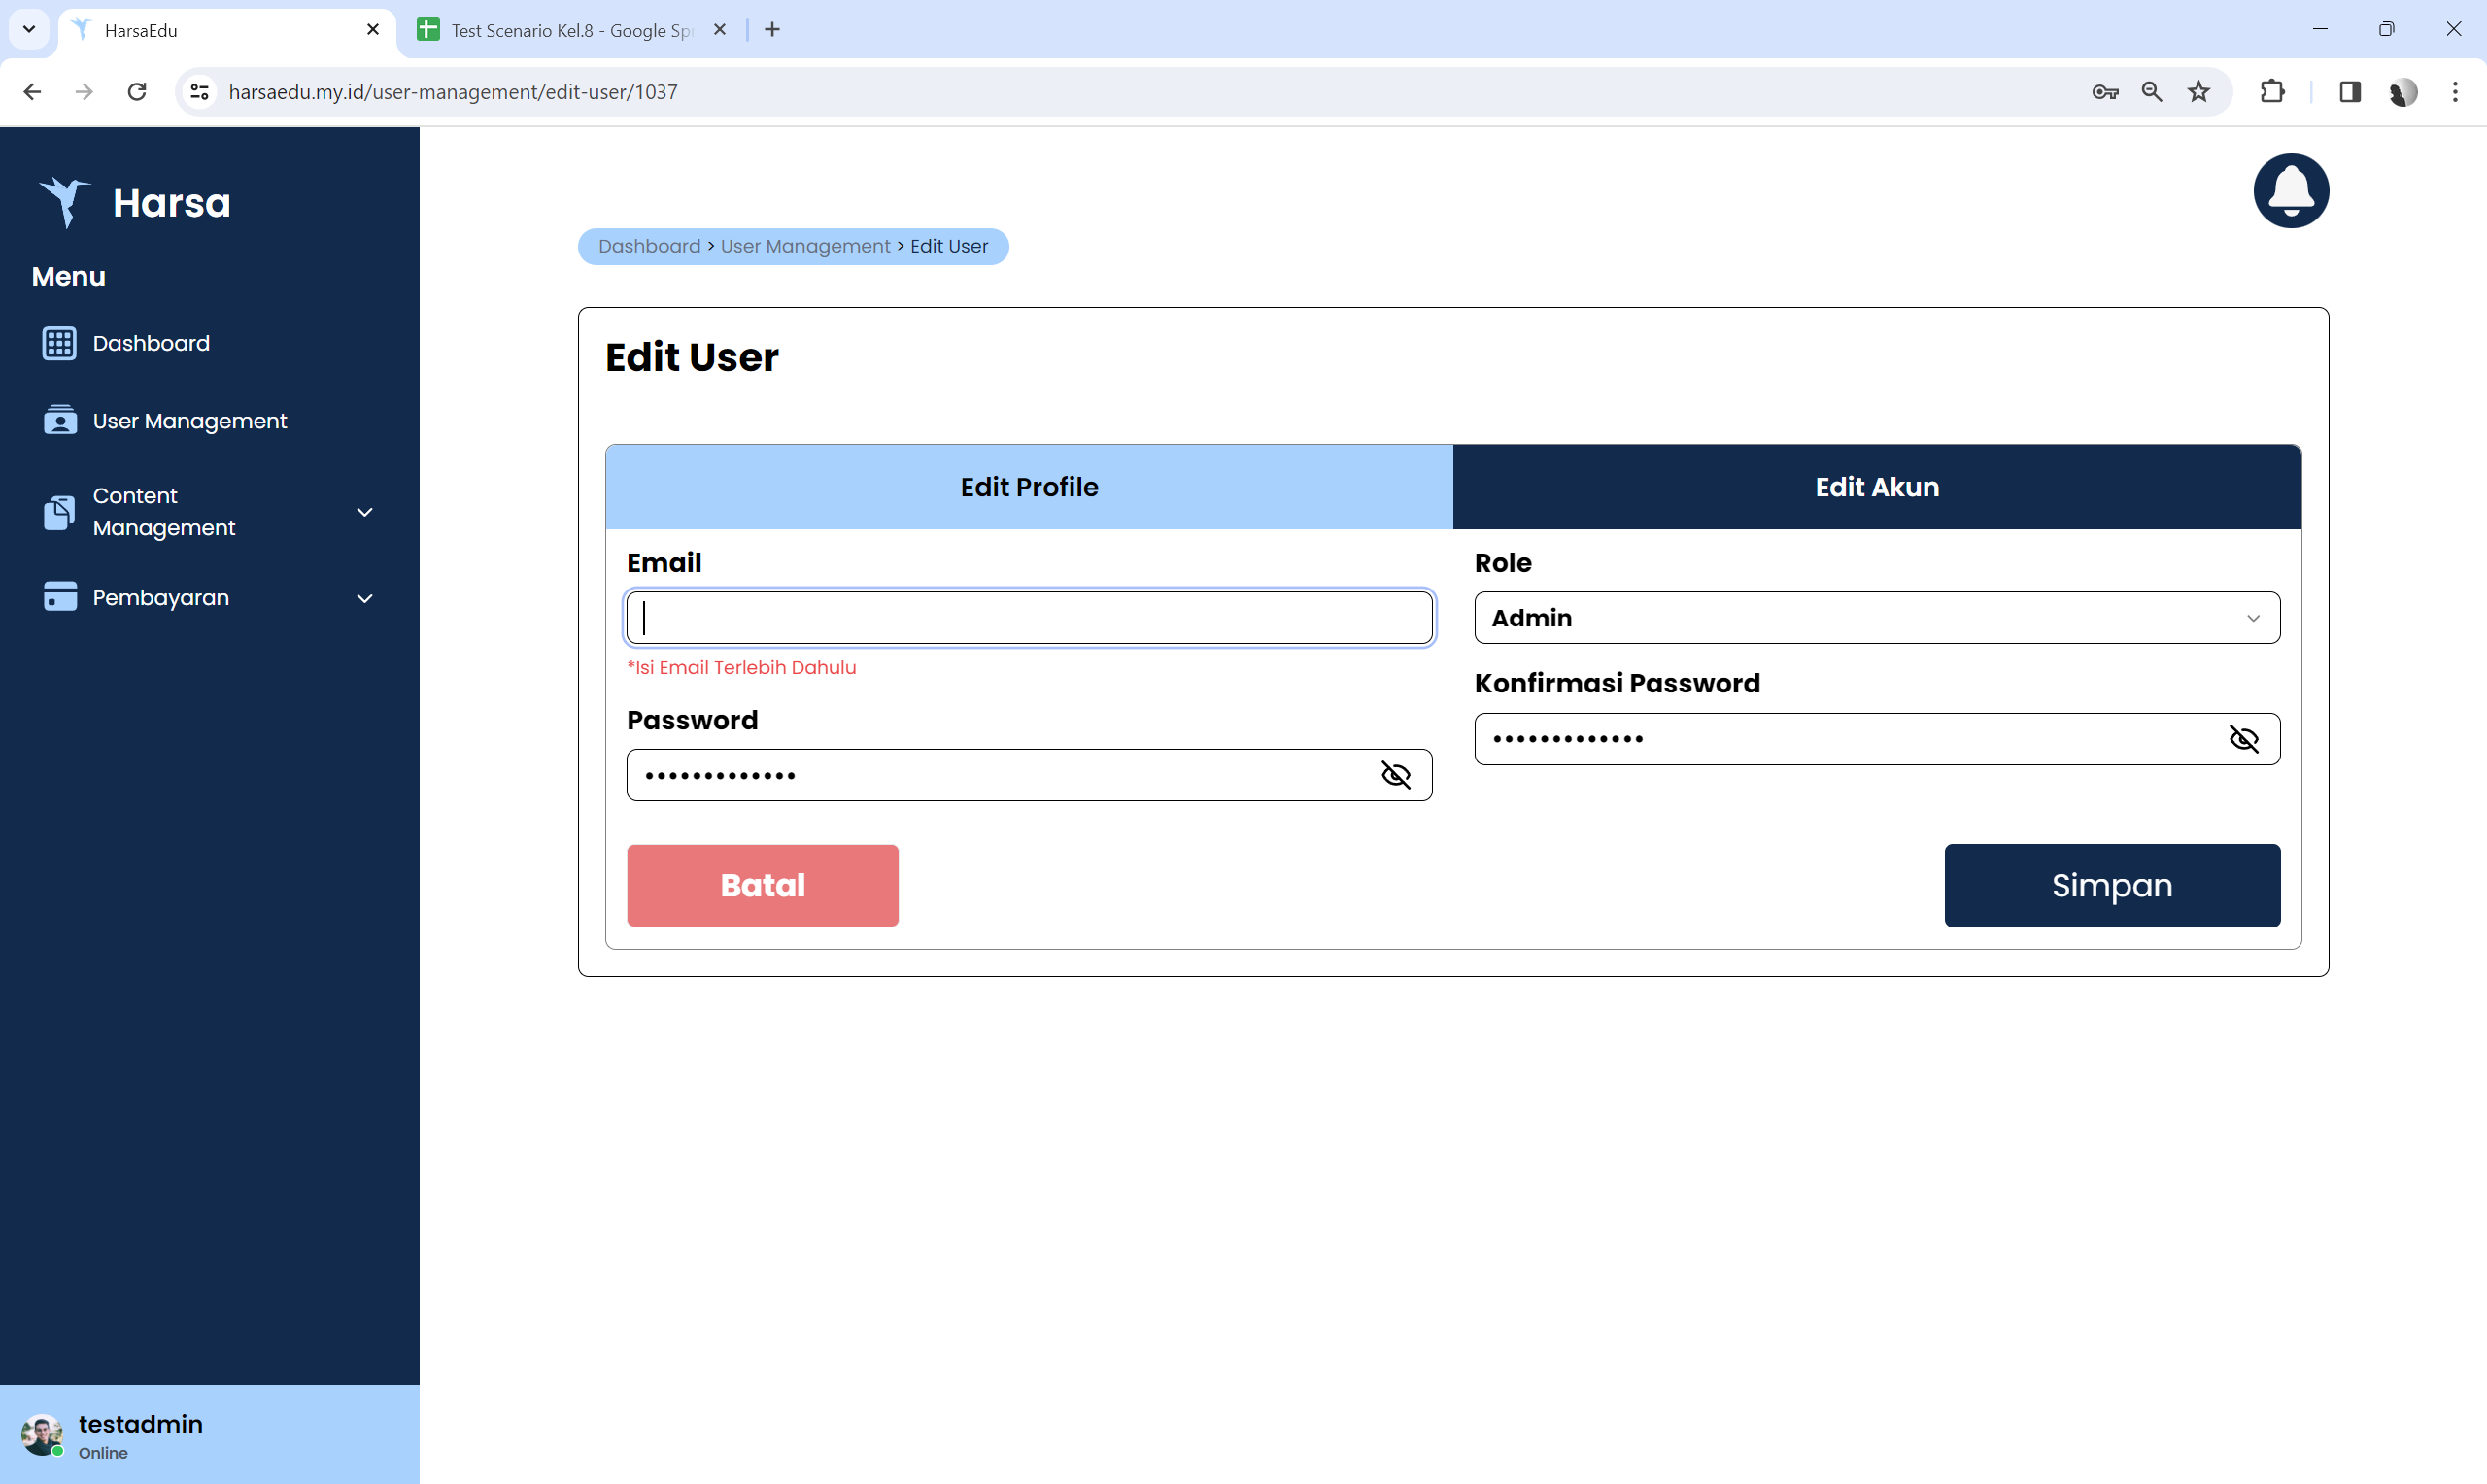 HarsaEdu
Test Scenario Kel.8 - Google Spr
harsaedu.my.id/user-management/edit-user/1037
Harsa
Menu
Dashboard
User Management
Content
Management
Pembayaran
testadmin
Online
Dashboard > User Management > Edit User
Edit User
Edit Profile
Edit Akun
Email
*Isi Email Terlebih Dahulu
Password
Role
Admin
Konfirmasi Password
Batal
Simpan